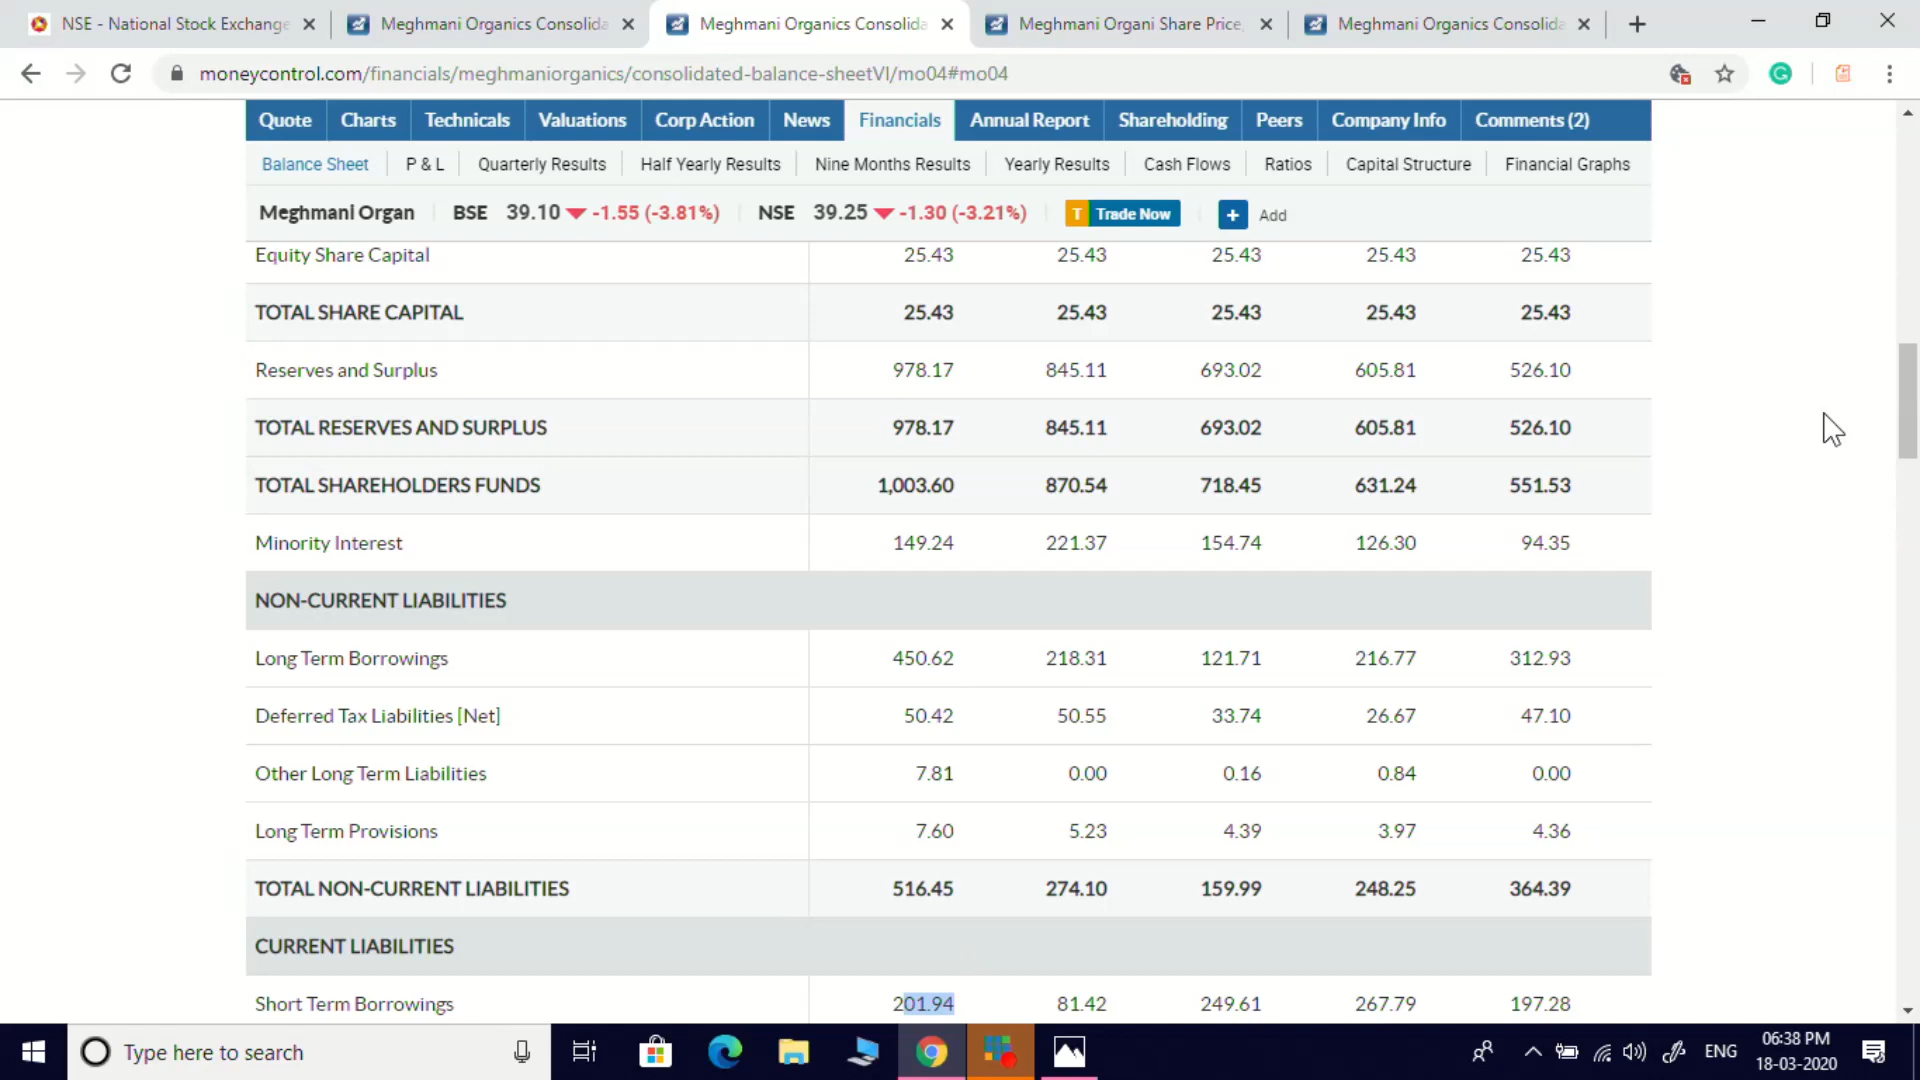 NSE - National Stock Exchange
Meghmani Organics Consolida
Meghmani Organics Consolida
Meghmani Organi Share Price,
Meghmani Organics Consolida
moneycontrol.com/financials/meghmaniorganics/consolidated-balance-sheetVI/mo04#mo04
Quote Charts Technicals Valuations Corp Action News Financials Annual Report Shareholding Peers Company Info Comments (2)
Balance Sheet P & L Quarterly Results Half Yearly Results Nine Months Results Yearly Results Cash Flows Ratios Capital Structure Financial Graphs
Meghmani Organ BSE 39.10 -1.55 (-3.81%) NSE 39.25 -1.30 (-3.21%) T Trade Now + Add
Equity Share Capital 25.43 25.43 25.43 25.43 25.43
TOTAL SHARE CAPITAL 25.43 25.43 25.43 25.43 25.43
Reserves and Surplus 978.17 845.11 693.02 605.81 526.10
TOTAL RESERVES AND SURPLUS 978.17 845.11 693.02 605.81 526.10
TOTAL SHAREHOLDERS FUNDS 1,003.60 870.54 718.45 631.24 551.53
Minority Interest 149.24 221.37 154.74 126.30 94.35
NON-CURRENT LIABILITIES
Long Term Borrowings 450.62 218.31 121.71 216.77 312.93
Deferred Tax Liabilities [Net] 50.42 50.55 33.74 26.67 47.10
Other Long Term Liabilities 7.81 0.00 0.16 0.84 0.00
Long Term Provisions 7.60 5.23 4.39 3.97 4.36
TOTAL NON-CURRENT LIABILITIES 516.45 274.10 159.99 248.25 364.39
CURRENT LIABILITIES
Short Term Borrowings 201.94 81.42 249.61 267.79 197.28
Type here to search
ENG
06:38 PM
18-03-2020